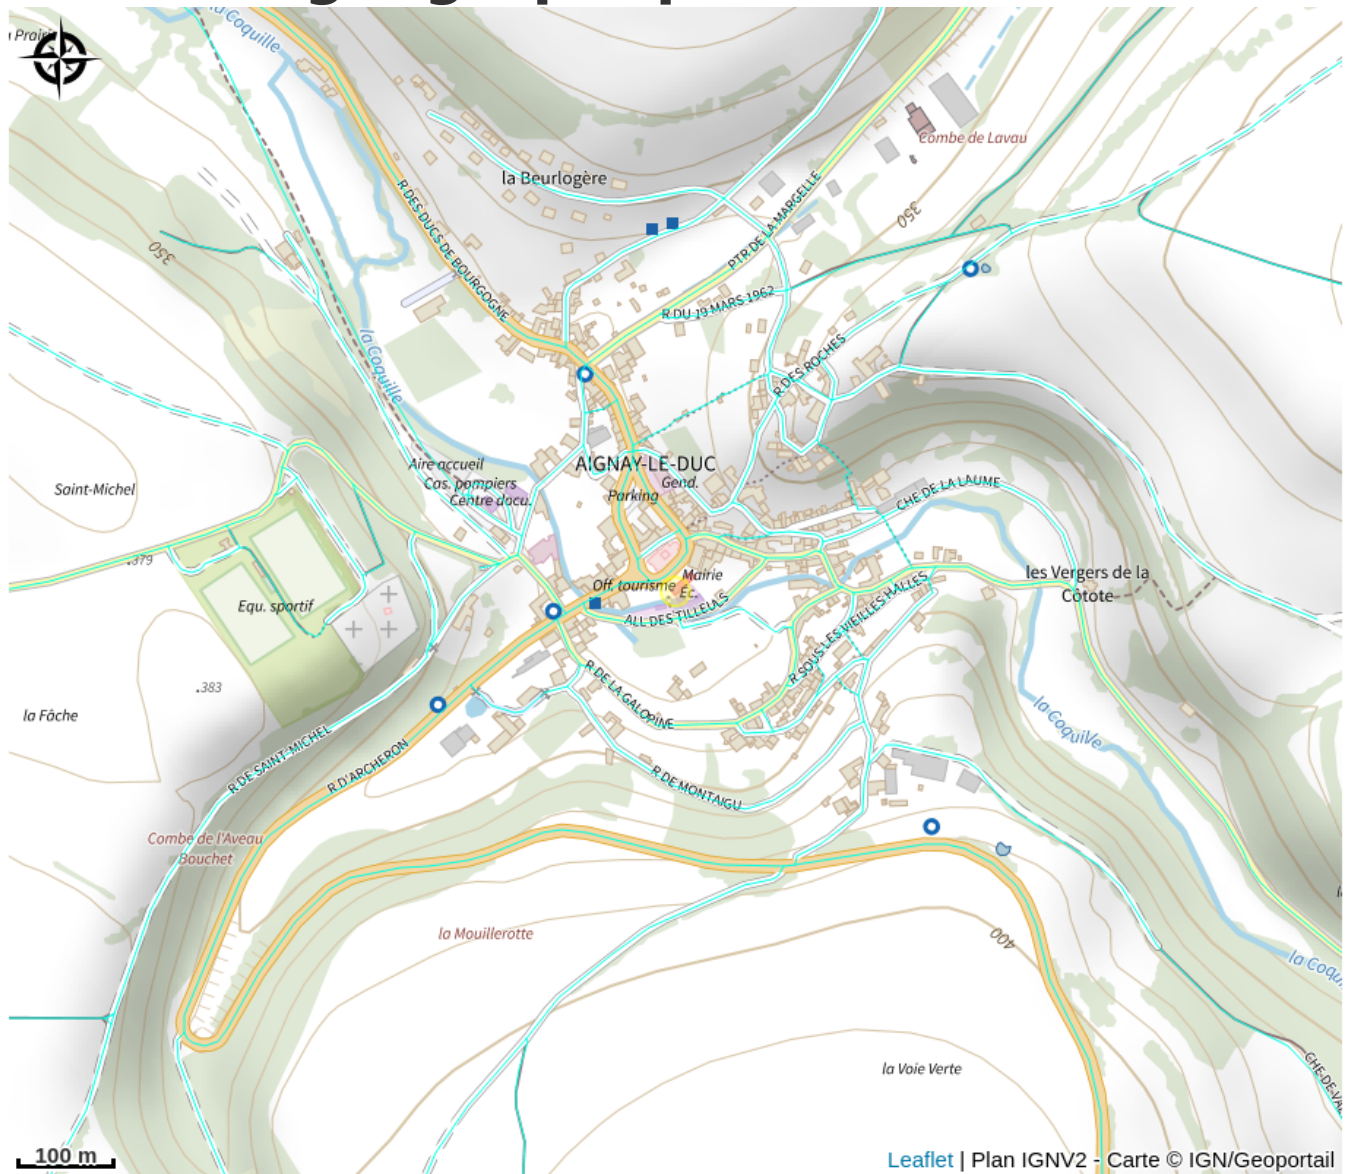 la Coquille
Prairie
Combe de Lavau
la Beurlogère
R DES DUCS DE BOURGOGNE
PTR DE LA MARGELLE
350
350
R DU 19 MARS 1962
la Coquille
R DES ROCHES
AIGNAY-LE-DUC
Aire accueil
Cas. pompiers
Centre docu.
Gend.
Parking
Saint-Michel
CHE DE LA LAUME
379
les Vergers de la
Côtote
Off. tourisme
Mairie
Éc.
Equ. sportif
ALL DES TILLEULS
R SOUS LES VIEILLES HALLES
383
la Fâche
R DE LA GALOPINE
la Coquille
R DE SAINT-MICHEL
R D'ARCHERON
R DE MONTAIGU
Combe de l'Aveau
Bouchet
la Mouillerotte
400
la Coqui
la Voie Verte
CHE DE VA
100 m
Leaflet | Plan IGNV2 - Carte © IGN/Geoportail